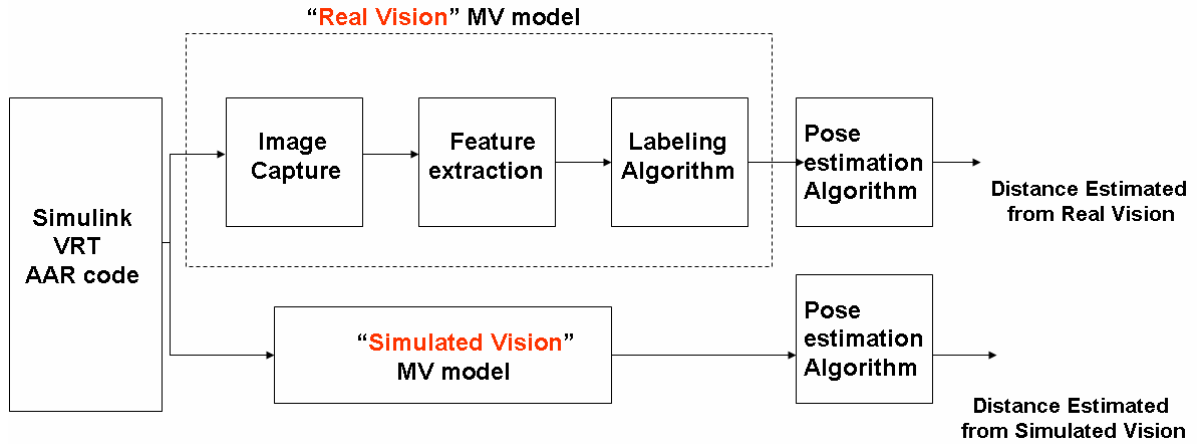 “Real Vision” MV model
Simulink
VRT
AAR code
Image
Capture
Feature
extraction
Labeling
Algorithm
Pose
estimation
Algorithm
Distance Estimated
from Real Vision
“Simulated Vision”
MV model
Pose
estimation
Algorithm
Distance Estimated
from Simulated Vision